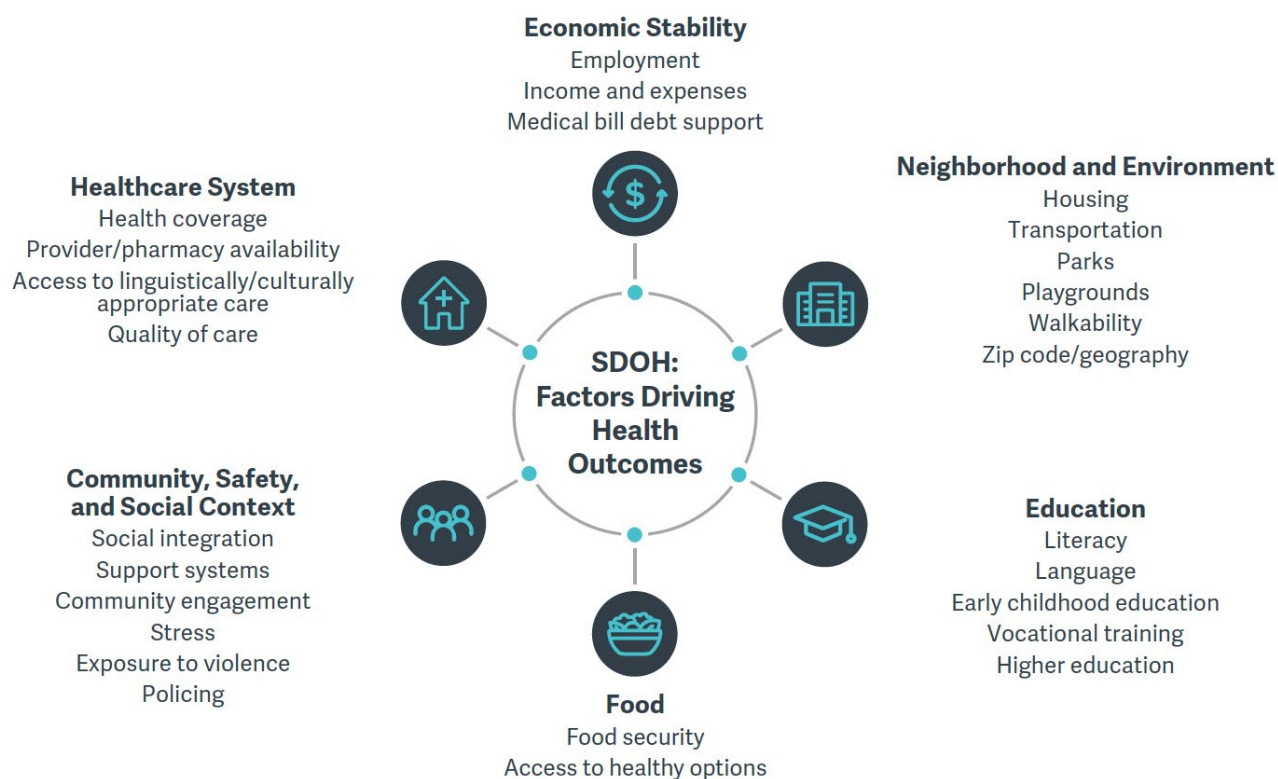 Economic Stability
Employment
Income and expenses
Medical bill debt support
Neighborhood and Environment
Housing
Transportation
Parks
Playgrounds
Walkability
Zip code/geography
Education
Literacy
Language
Early childhood education
Vocational training
Higher education
Food
Food security
Access to healthy options
Community, Safety,
and Social Context
Social integration
Support systems
Community engagement
Stress
Exposure to violence
Policing
Healthcare System
Health coverage
Provider/pharmacy availability
Access to linguistically/culturally
appropriate care
Quality of care
$
SDOH:
Factors Driving
Health
Outcomes